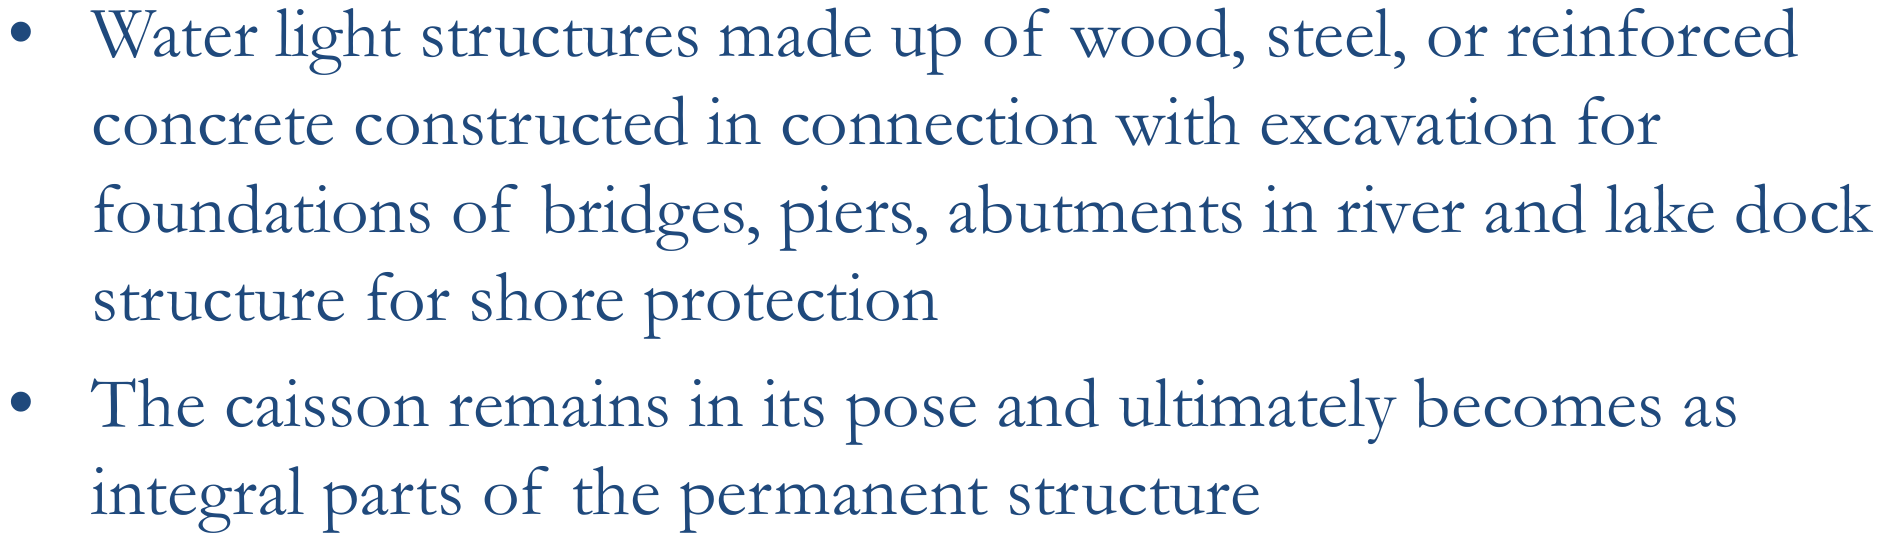 • Water light structures made up of wood, steel, or reinforced
concrete constructed in connection with excavation for
foundations of bridges, piers, abutments in river and lake dock
structure for shore protection
• The caisson remains in its pose and ultimately becomes as
integral parts of the permanent structure